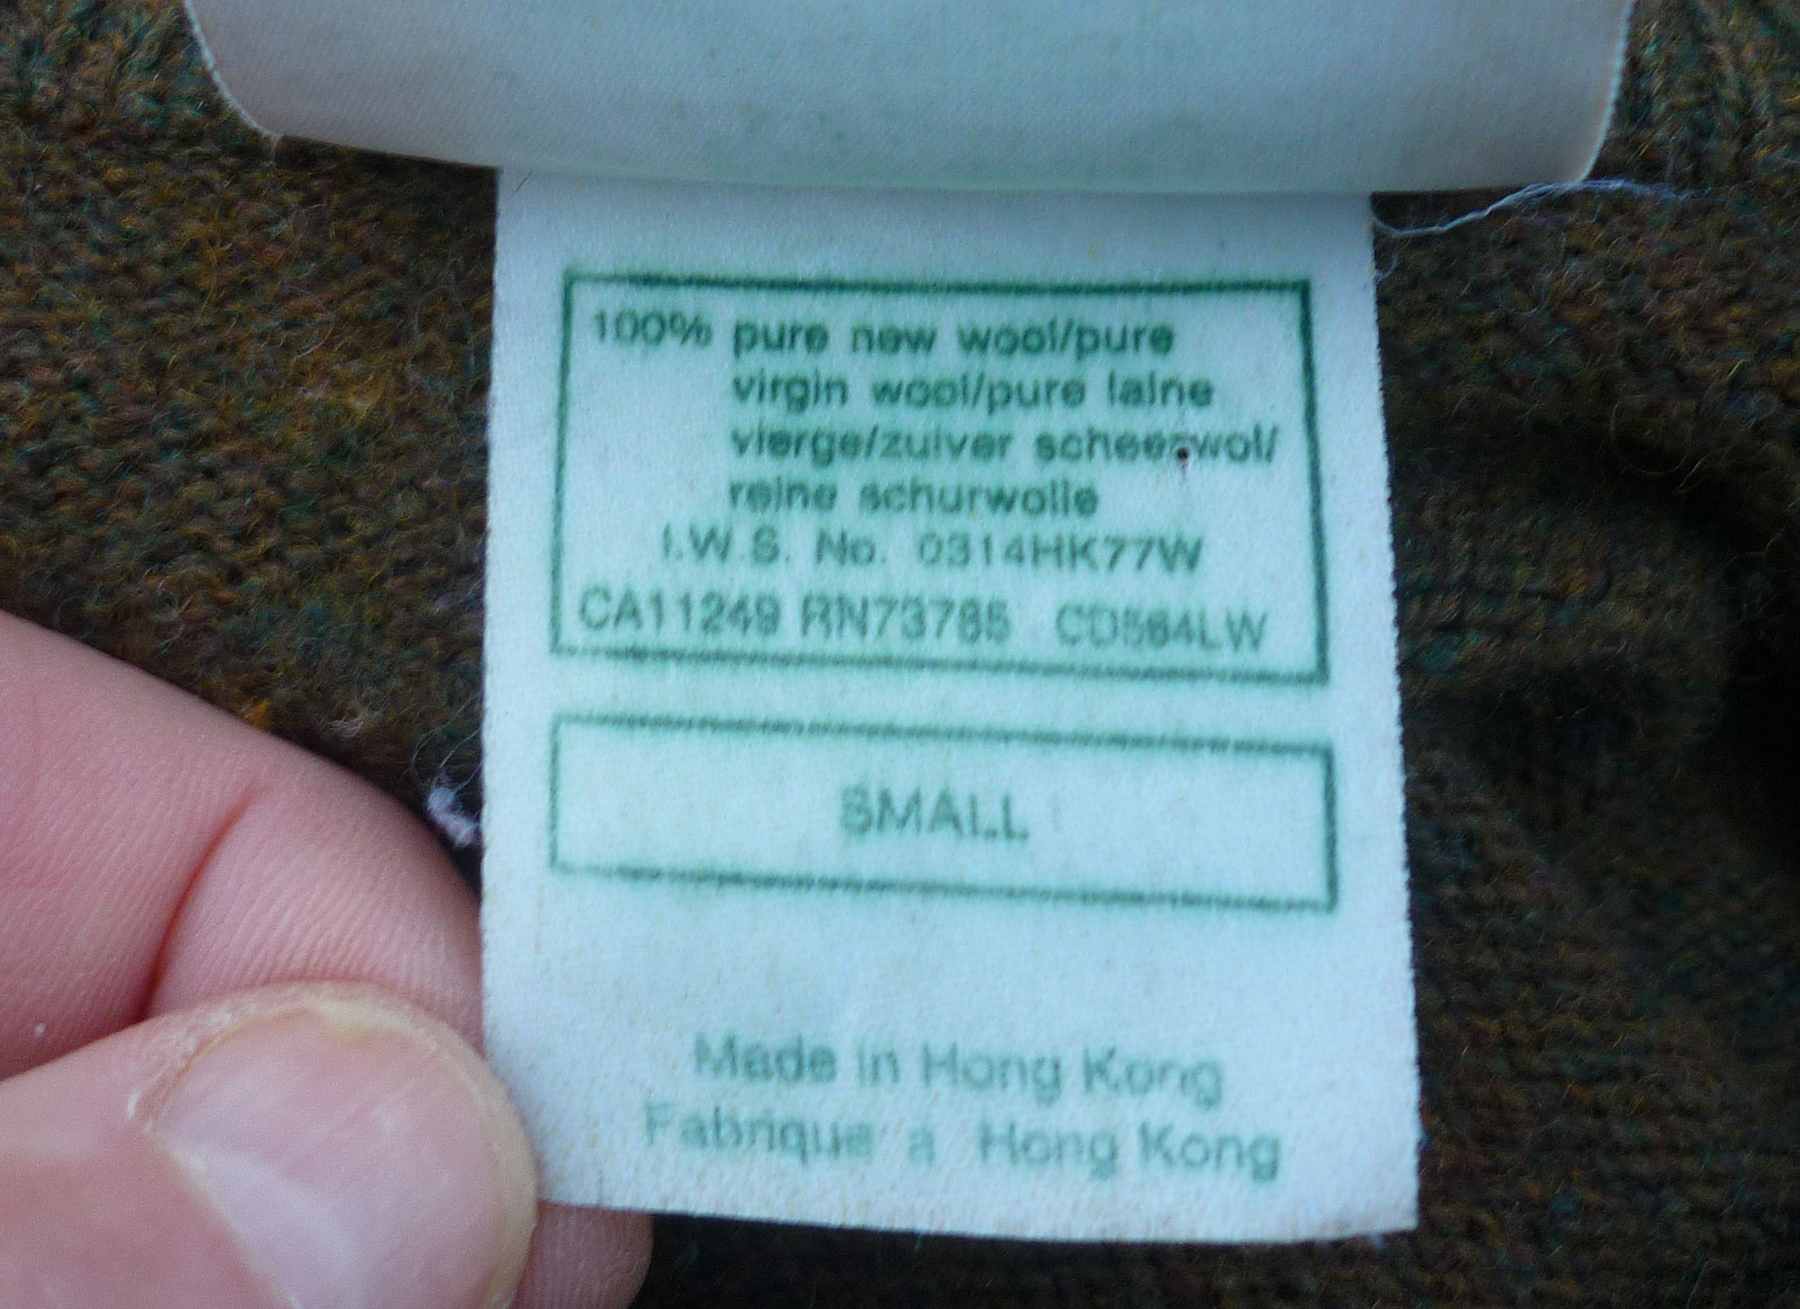 100% pure new wool/pure
virgin wool/pure laine
vierge/zuiver scheerwol/
reine schurwolle
I.W.S. No. 0314HK77W
CA11249 RN73785 CD564LW
SMALL
Made in Hong Kong
Fabrique a Hong Kong